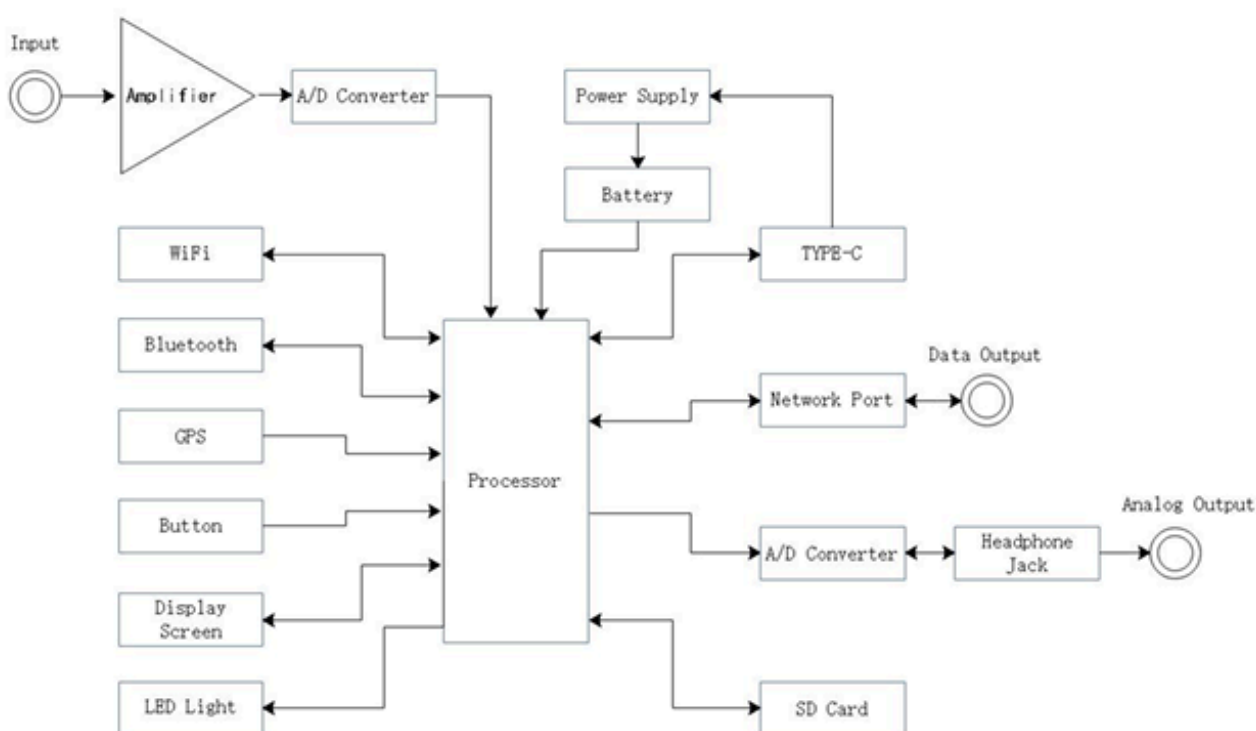 Input
Amplifier
A/D Converter
Power Supply
Battery
WiFi
TYPE-C
Bluetooth
Data Output
Network Port
GPS
Processor
Analog Output
Button
A/D Converter
Headphone
Jack
Display
Screen
LED Light
SD Card